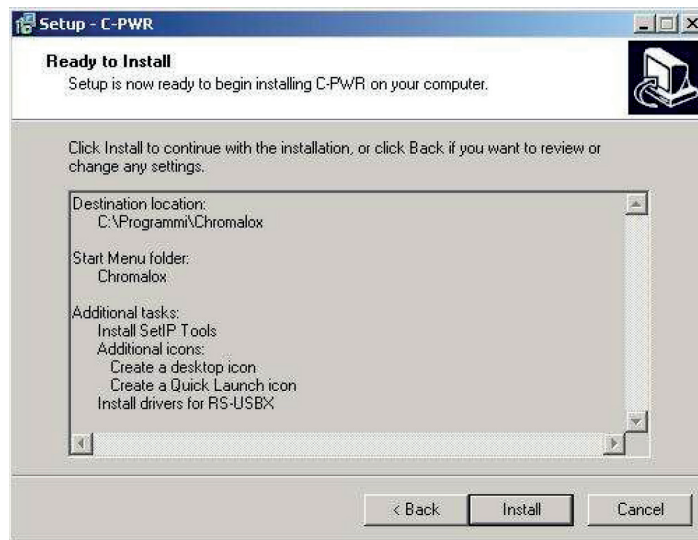 Setup - C-PWR
Ready to Install
Setup is now ready to begin installing C-PWR on your computer.
Click Install to continue with the installation, or click Back if you want to review or
change any settings.
Destination location:
C:\Programmi\Chromalox
Start Menu folder:
Chromalox
Additional tasks:
Install SetIP Tools
Additional icons:
Create a desktop icon
Create a Quick Launch icon
Install drivers for RS-USBX
< Back
Install
Cancel